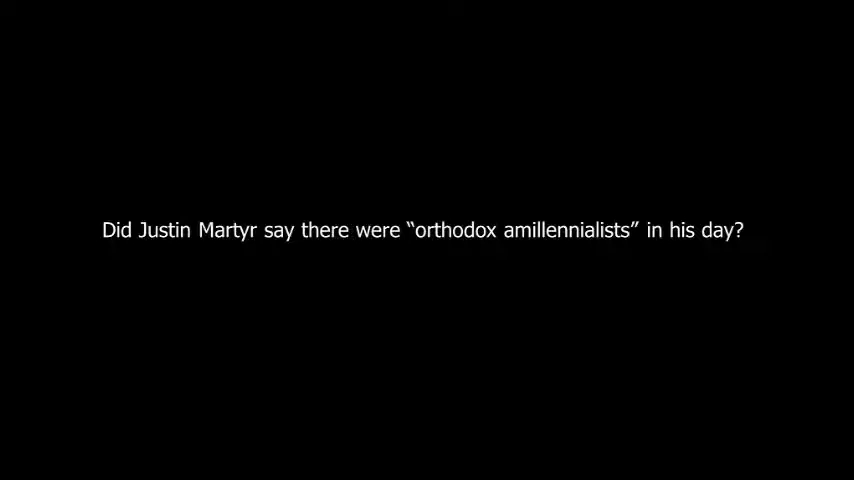 Did Justin Martyr say there were “orthodox amillennialists” in his day?